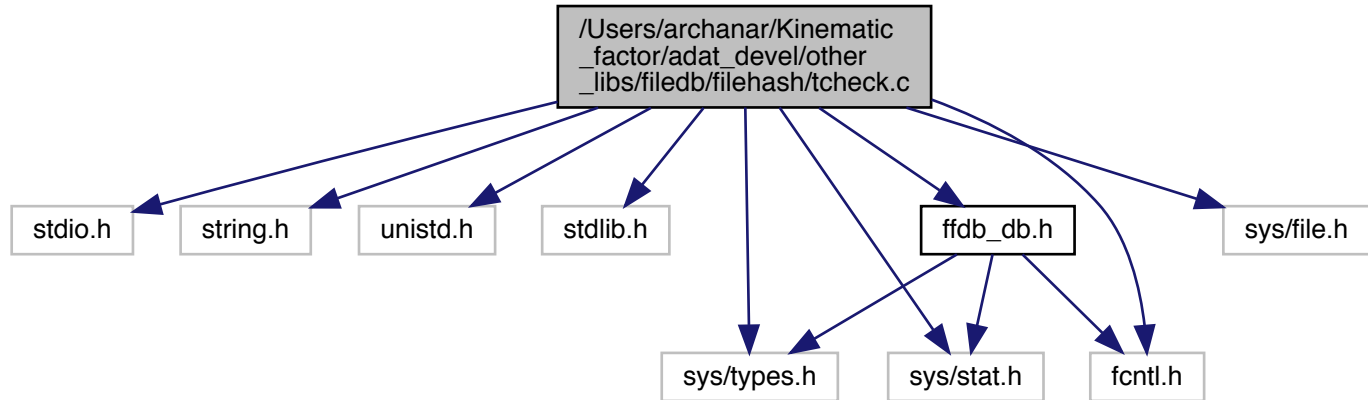 /Users/archanar/Kinematic
_factor/adat_devel/other
_libs/filedb/filehash/tcheck.c
stdio.h
string.h
unistd.h
stdlib.h
ffdb_db.h
sys/file.h
sys/types.h
sys/stat.h
fcntl.h